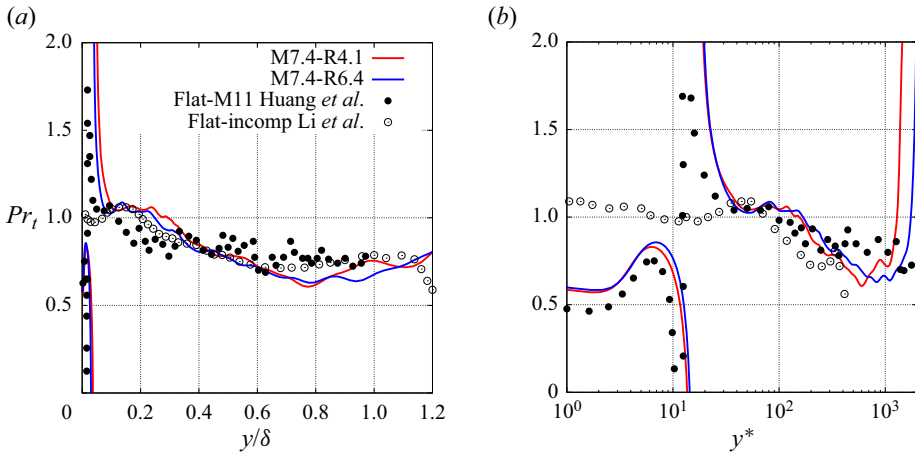 (a)
(b)
2.0
1.5
1.0
0.5
0
Pr_t
M7.4-R4.1
M7.4-R6.4
Flat-M11 Huang et al.
Flat-incomp Li et al.
0.2 0.4 0.6 0.8 1.0 1.2
y/δ
2.0
1.5
1.0
0.5
0
10^0 10^1 10^2 10^3
y*